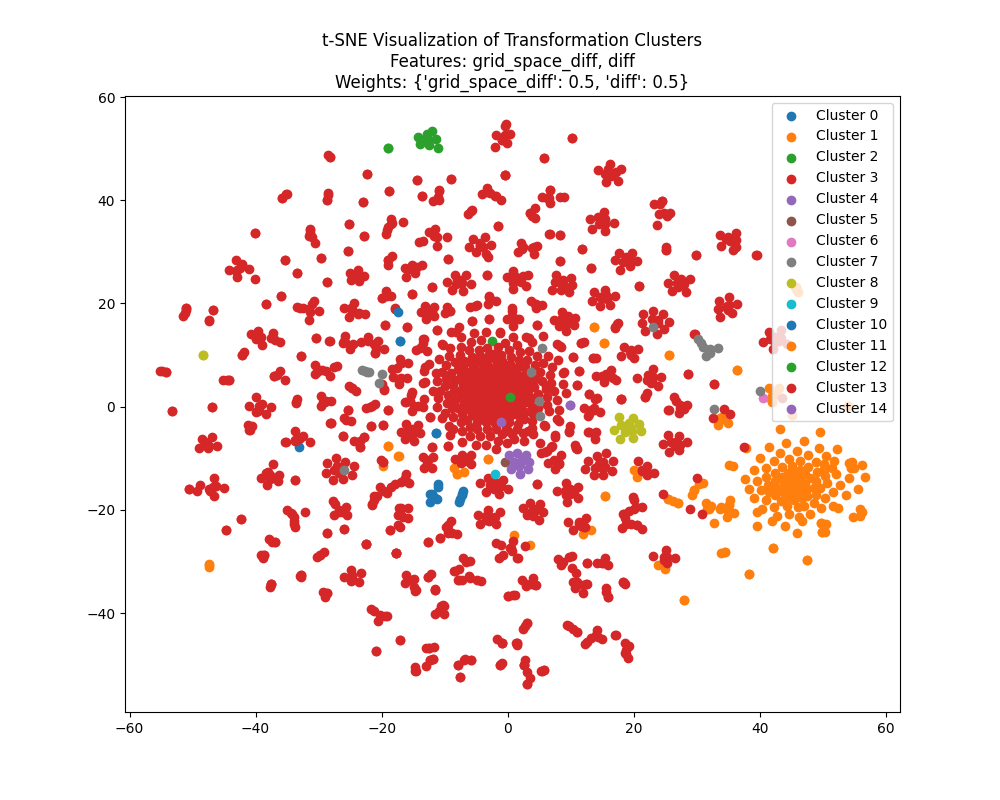 t-SNE Visualization of Transformation Clusters
Features: grid_space_diff, diff
Weights: {'grid_space_diff': 0.5, 'diff': 0.5}
60
40
20
0
−20
−40
−60
−40
−20
0
20
40
60
Cluster 0
Cluster 1
Cluster 2
Cluster 3
Cluster 4
Cluster 5
Cluster 6
Cluster 7
Cluster 8
Cluster 9
Cluster 10
Cluster 11
Cluster 12
Cluster 13
Cluster 14